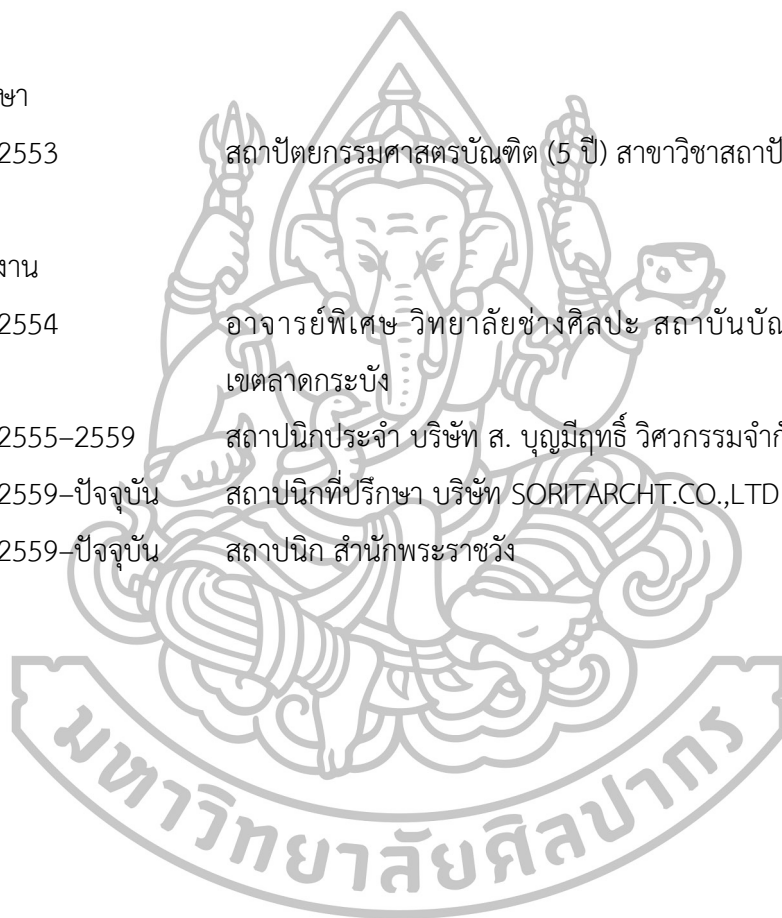 ษา
2553 สถาปัตยกรรมศาสตรบัณฑิต (5 ปี) สาขาวิชาสถาปั
งาน
2554 อาจารย์พิเศษ วิทยาลัยช่างศิลปะ สถาบันบัณ
เขตลาดกระบัง
2555–2559 สถาปนิกประจำ บริษัท ส. บุญมีฤทธิ์ วิศวกรรมจำกั
2559–ปัจจุบัน สถาปนิกที่ปรึกษา บริษัท SORITARCHT.CO.,LTD
2559–ปัจจุบัน สถาปนิก สำนักพระราชวัง
มหาวิทยาลัยศิลปากร